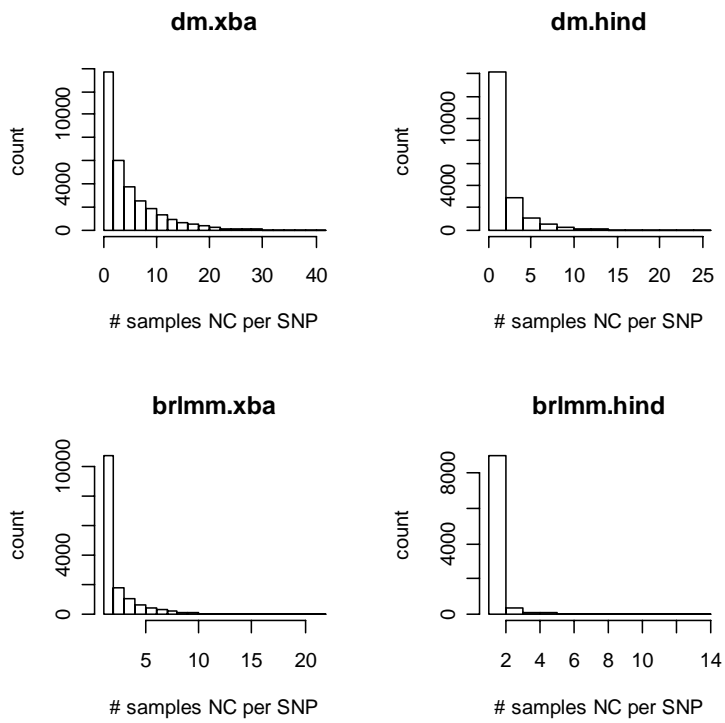 dm.xba
count
0
4000
10000
0 10 20 30 40
# samples NC per SNP
dm.hind
count
0
4000
10000
0 5 10 15 20 25
# samples NC per SNP
brlmm.xba
count
0
4000
10000
5 10 15 20
# samples NC per SNP
brlmm.hind
count
0
4000
8000
2 4 6 8 10 14
# samples NC per SNP